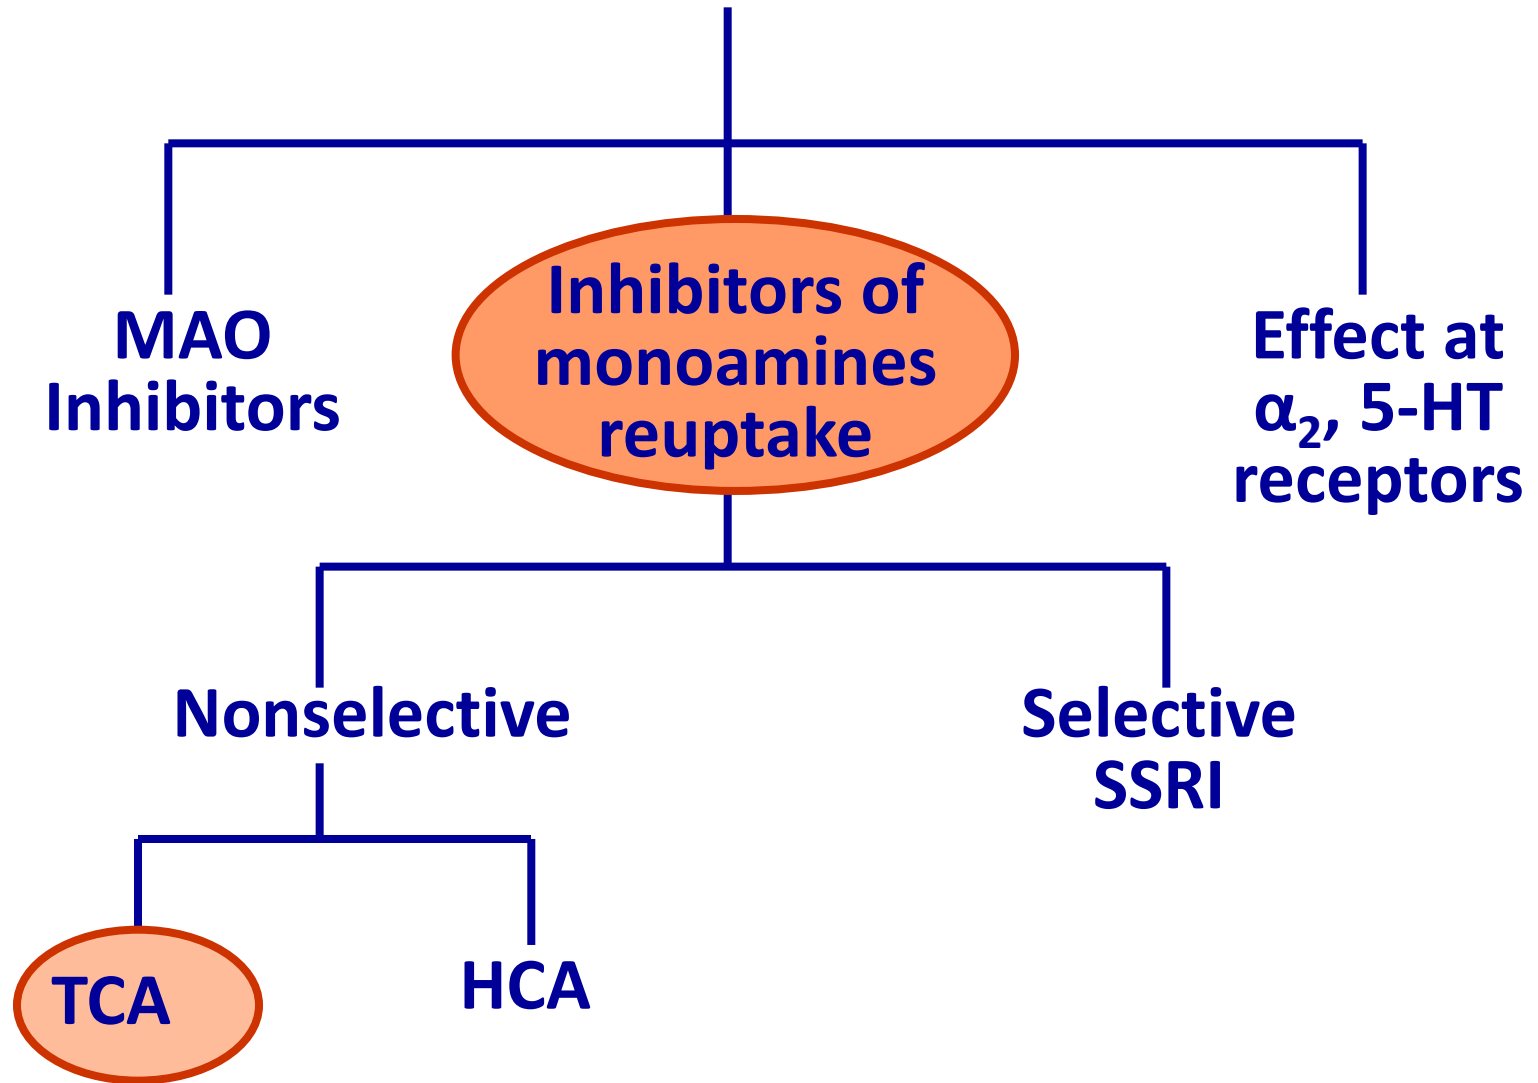 MAO
Inhibitors
Inhibitors of
monoamines
reuptake
Effect at
α₂, 5-HT
receptors
Nonselective
Selective
SSRI
TCA
HCA